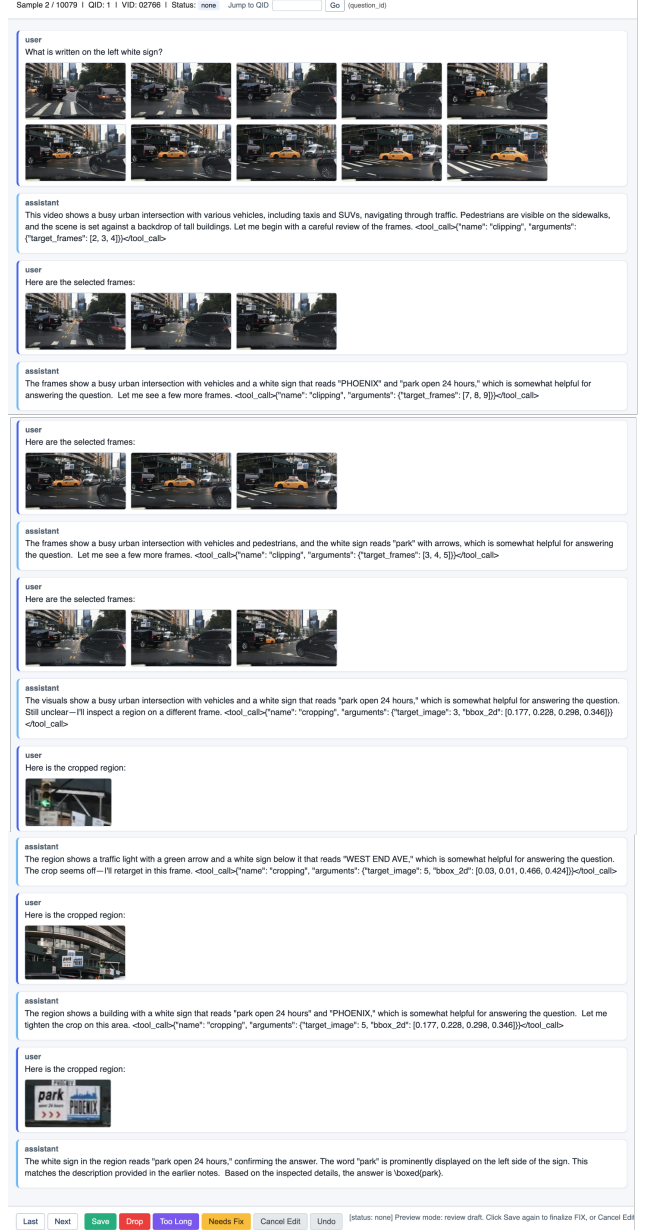 Sample 2 / 10079 | QID: 1 | VID: 02766 | Status: none Jump to QID Go (question_id)
user
What is written on the left white sign?
assistant
This video shows a busy urban intersection with various vehicles, including taxis and SUVs, navigating through traffic. Pedestrians are visible on the sidewalks,
and the scene is set against a backdrop of tall buildings. Let me begin with a careful review of the frames. <tool_call>{"name": "clipping", "arguments":
{"target_frames": [2, 3, 4]}}</tool_call>
user
Here are the selected frames:
assistant
The frames show a busy urban intersection with vehicles and a white sign that reads "PHOENIX" and "park open 24 hours," which is somewhat helpful for
answering the question. Let me see a few more frames. <tool_call>{"name": "clipping", "arguments": {"target_frames": [7, 8, 9]}}</tool_call>
user
Here are the selected frames:
assistant
The frames show a busy urban intersection with vehicles and pedestrians, and the white sign reads "park" with arrows, which is somewhat helpful for answering
the question. Let me see a few more frames. <tool_call>{"name": "clipping", "arguments": {"target_frames": [3, 4, 5]}}</tool_call>
user
Here are the selected frames:
assistant
The visuals show a busy urban intersection with vehicles and a white sign that reads "park open 24 hours," which is somewhat helpful for answering the question.
Still unclear—I'll inspect a region on a different frame. <tool_call>{"name": "cropping", "arguments": {"target_image": 3, "bbox_2d": [0.177, 0.228, 0.298, 0.346]}}
</tool_call>
user
Here is the cropped region:
assistant
The region shows a traffic light with a green arrow and a white sign below it that reads "WEST END AVE," which is somewhat helpful for answering the question.
The crop seems off—I'll retarget in this frame. <tool_call>{"name": "cropping", "arguments": {"target_image": 5, "bbox_2d": [0.03, 0.01, 0.466, 0.424]}}</tool_call>
user
Here is the cropped region:
park
assistant
The region shows a building with a white sign that reads "park open 24 hours" and "PHOENIX," which is somewhat helpful for answering the question. Let me
tighten the crop on this area. <tool_call>{"name": "cropping", "arguments": {"target_image": 5, "bbox_2d": [0.177, 0.228, 0.298, 0.346]}}</tool_call>
user
Here is the cropped region:
PHOENIX
park PHOENIX
open 24 hours
assistant
The white sign in the region reads "park open 24 hours," confirming the answer. The word "park" is prominently displayed on the left side of the sign. This
matches the description provided in the earlier notes. Based on the inspected details, the answer is \boxed{park}.
Last Next Save Drop Too Long Needs Fix Cancel Edit Undo [status: none] Preview mode: review draft. Click Save again to finalize FIX, or Cancel Edi